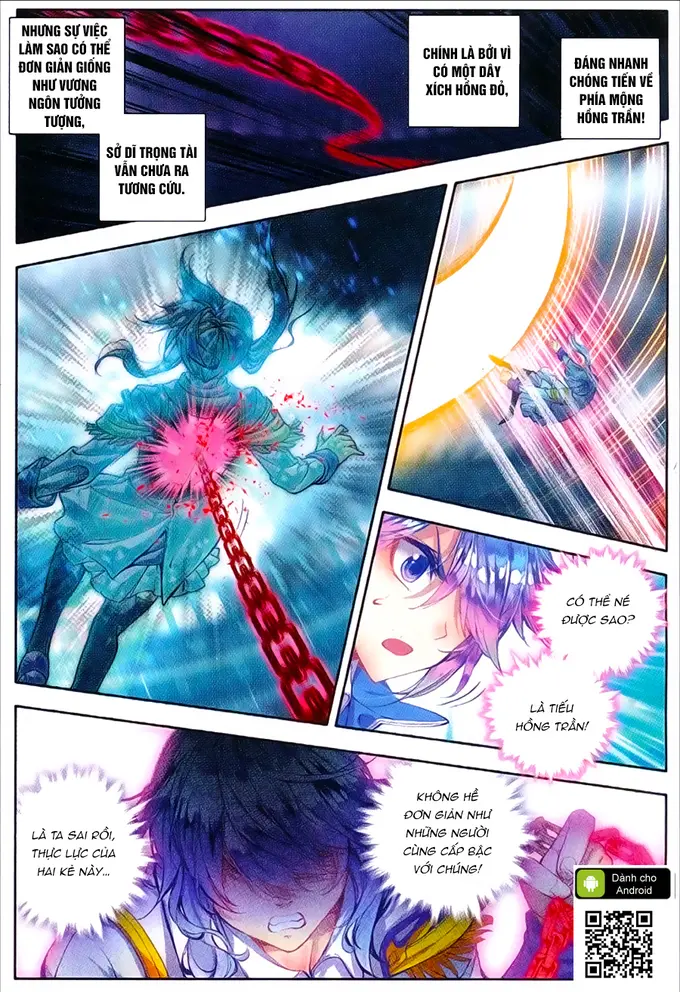 NHƯNG SỰ VIỆC
LÀM SAO CÓ THỂ
ĐƠN GIẢN GIỐNG
NHƯ VƯƠNG
NGÔN TƯỞNG
TƯỢNG,
SỞ DĨ TRỌNG TÀI
VẪN CHƯA RA
TƯƠNG CỨU.
CHÍNH LÀ BỞI VÌ
CÓ MỘT DÂY
XÍCH HỒNG ĐỎ,
ĐÁNG NHANH
CHÓNG TIẾN VỀ
PHÍA MỘNG
HỒNG TRẦN!
CÓ THỂ NÉ
ĐƯỢC SAO?
LÀ TIẾU
HỒNG TRẦN!
LÀ TA SAI RỒI,
THỰC LỰC CỦA
HAI KẺ NÀY...
KHÔNG HỀ
ĐƠN GIẢN NHƯ
NHỮNG NGƯỜI
CÙNG CẤP BẬC
VỚI CHÚNG!
Dành cho
Android